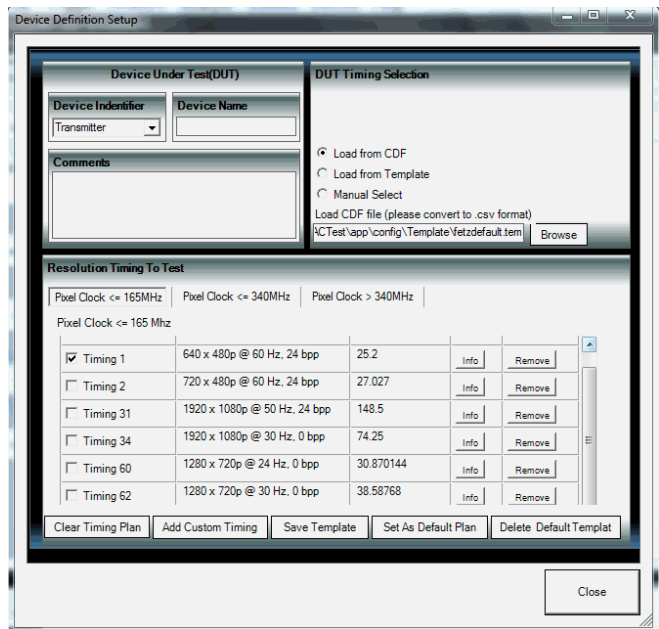 Device Definition Setup
Device Under Test(DUT)
Device Indentifier
Device Name
Transmitter
Comments
DUT Timing Selection
Load from CDF
Load from Template
Manual Select
Load CDF file (please convert to .csv format)
\CTest\app\config\Template\fetzdefault.tem
Browse
Resolution Timing To Test
Pixel Clock <= 165MHz Pixel Clock <= 340MHz Pixel Clock > 340MHz
Pixel Clock <= 165 Mhz
Timing 1 640 x 480p @ 60 Hz, 24 bpp 25.2 Info Remove
Timing 2 720 x 480p @ 60 Hz, 24 bpp 27.027 Info Remove
Timing 31 1920 x 1080p @ 50 Hz, 24 bpp 148.5 Info Remove
Timing 34 1920 x 1080p @ 30 Hz, 0 bpp 74.25 Info Remove
Timing 60 1280 x 720p @ 24 Hz, 0 bpp 30.870144 Info Remove
Timing 62 1280 x 720p @ 30 Hz, 0 bpp 38.58768 Info Remove
Clear Timing Plan Add Custom Timing Save Template Set As Default Plan Delete Default Templat
Close